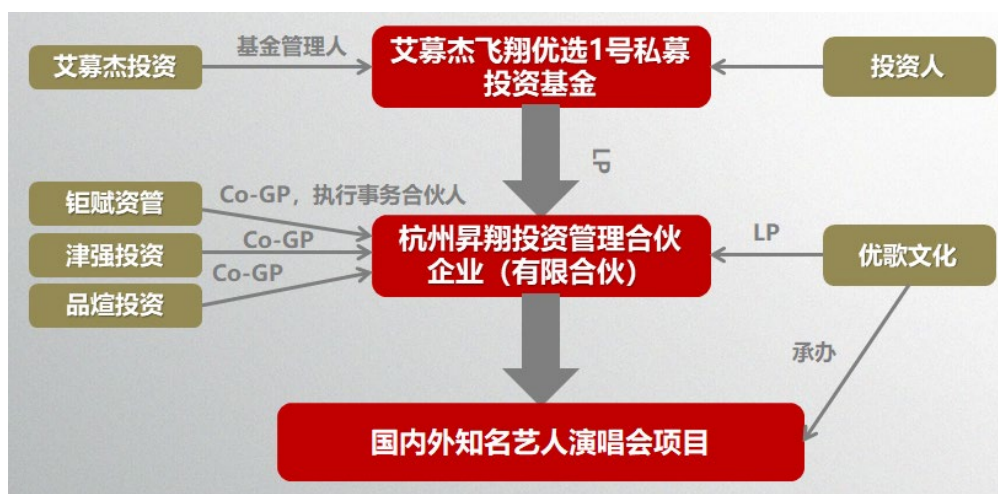 艾募杰投资
基金管理人
艾募杰飞翔优选1号私募
投资基金
投资人
LP
钜赋资管
Co-GP，执行事务合伙人
津强投资
Co-GP
品煊投资
Co-GP
杭州昇翔投资管理合伙
企业（有限合伙）
LP
优歌文化
承办
国内外知名艺人演唱会项目